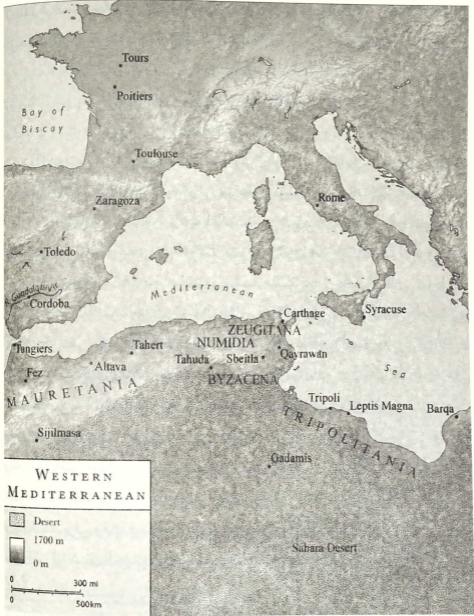 Tours
Poitiers
Bay of
Biscay
Toulouse
Zaragoza
Rome
Toledo
R. Guadalquivir
Cordoba
Mediterranean
Carthage
Syracuse
ZEUGITANA
NUMIDIA
Tangiers
Tahert
Tahuda
Sbeitla
Qayrawan
Sea
Fez
Altava
BYZACENA
MAURETANIA
Tripoli
Leptis Magna
Barqa
TRIPOLITANIA
Sijilmasa
Gadamis
Sahara Desert
WESTERN
MEDITERRANEAN
Desert
1700 m
0 m
0 300 mi
0 500km